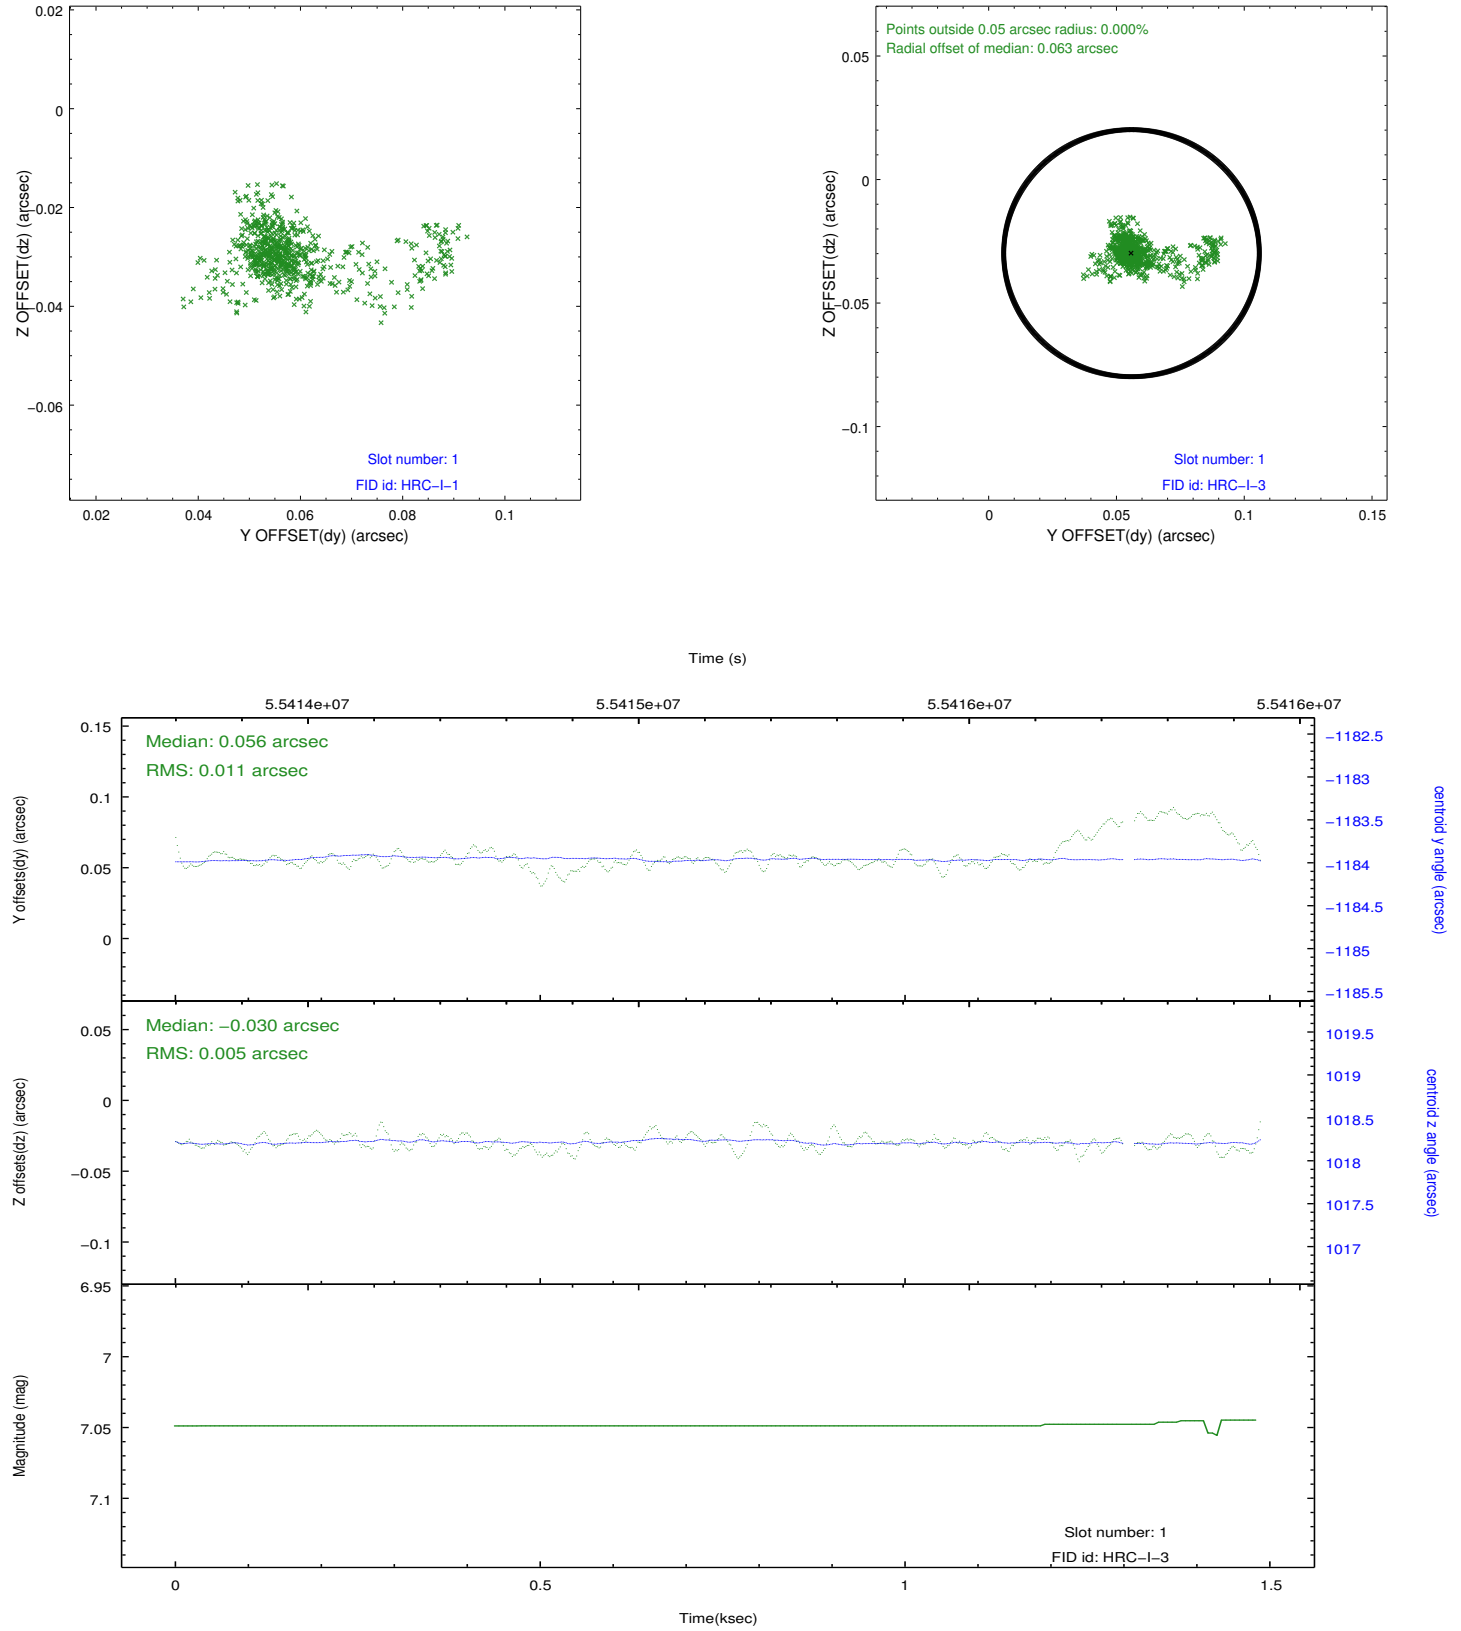 0.02
0
−0.02
−0.04
−0.06
Z OFFSET(dz) (arcsec)
Slot number: 1
FID id: HRC−I−1
0.02 0.04 0.06 0.08 0.1
Y OFFSET(dy) (arcsec)
Points outside 0.05 arcsec radius: 0.000%
Radial offset of median: 0.063 arcsec
0.05
0
−0.05
−0.1
Z OFFSET(dz) (arcsec)
Slot number: 1
FID id: HRC−I−3
0 0.05 0.1 0.15
Y OFFSET(dy) (arcsec)
Time (s)
5.5414e+07 5.5415e+07 5.5416e+07 5.5416e+07
Median: 0.056 arcsec
RMS: 0.011 arcsec
0.15
0.1
0.05
0
Y offsets(dy) (arcsec)
−1182.5
−1183
−1183.5
−1184
−1184.5
−1185
−1185.5
centroid y angle (arcsec)
Median: −0.030 arcsec
RMS: 0.005 arcsec
0.05
0
−0.05
−0.1
Z offsets(dz) (arcsec)
1019.5
1019
1018.5
1018
1017.5
1017
centroid z angle (arcsec)
6.95
7
7.05
7.1
Magnitude (mag)
Slot number: 1
FID id: HRC−I−3
0 0.5 1 1.5
Time(ksec)